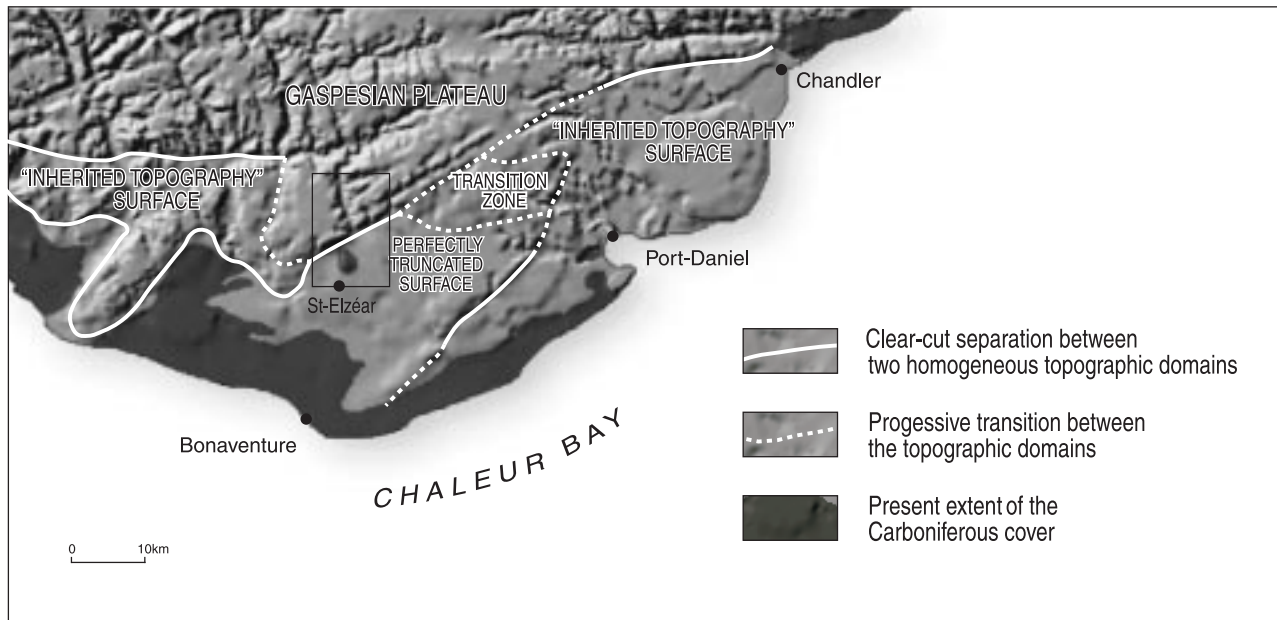 Chandler
GASPESIAN PLATEAU
"INHERITED TOPOGRAPHY"
SURFACE
"INHERITED TOPOGRAPHY"
SURFACE
TRANSITION
ZONE
PERFECTLY
TRUNCATED
SURFACE
Port-Daniel
St-Elzéar
Bonaventure
CHALEUR BAY
Clear-cut separation between
two homogeneous topographic domains
Progessive transition between
the topographic domains
Present extent of the
Carboniferous cover
0 10km